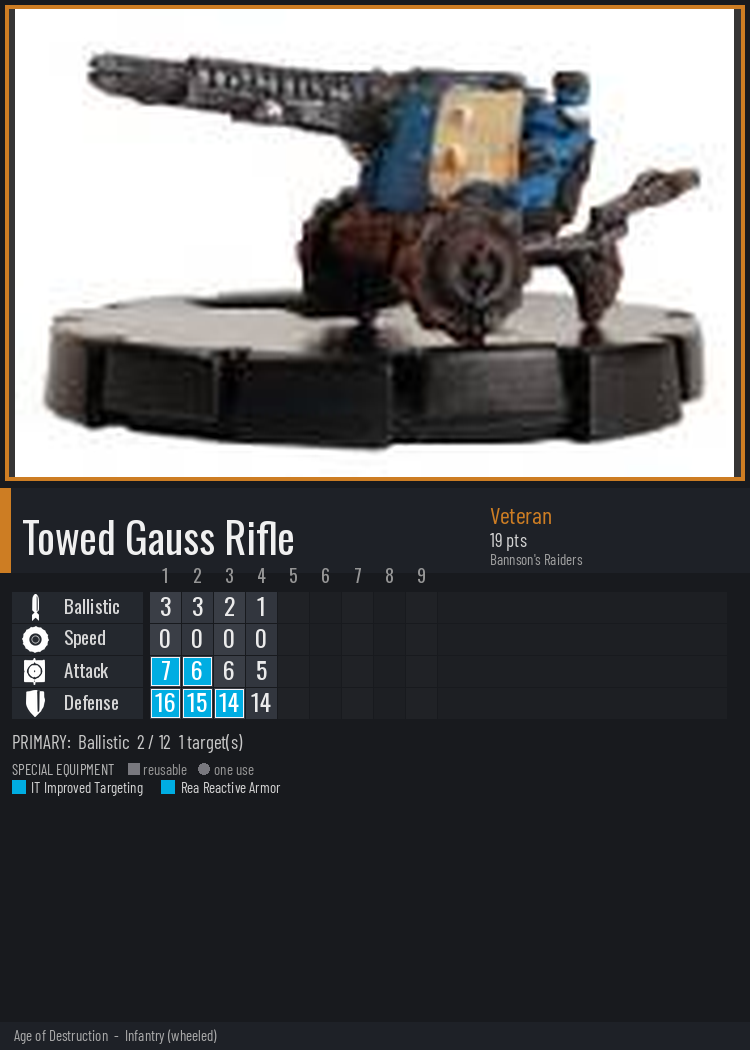 Towed Gauss Rifle
Veteran
19 pts
Bannson's Raiders
1 2 3 4 5 6 7 8 9
Ballistic 3 3 2 1
Speed 0 0 0 0
Attack 7 6 6 5
Defense 16 15 14 14
PRIMARY: Ballistic 2 / 12 1 target(s)
SPECIAL EQUIPMENT reusable one use
IT Improved Targeting Rea Reactive Armor
Age of Destruction - Infantry (wheeled)